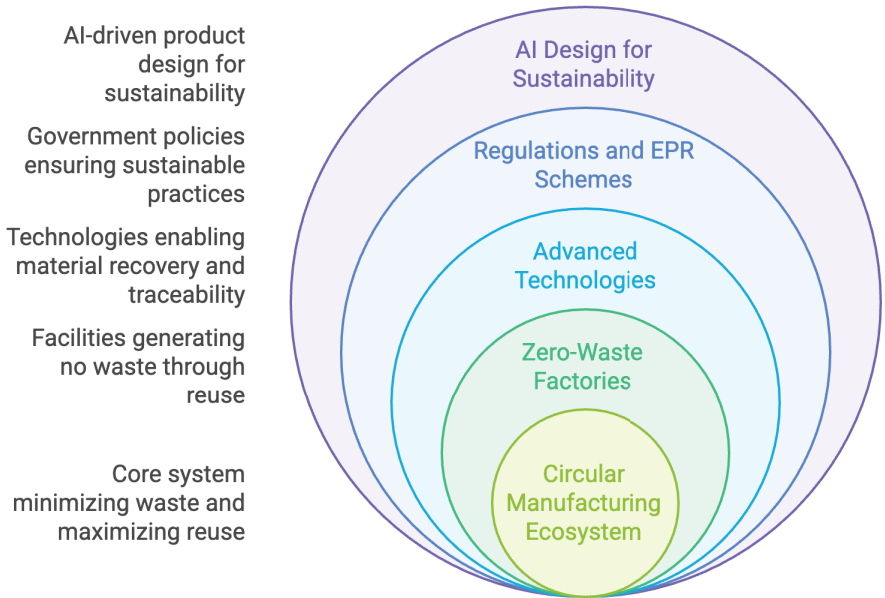 AI-driven product
design for
sustainability
AI Design for
Sustainability
Government policies
ensuring sustainable
practices
Regulations and EPR
Schemes
Technologies enabling
material recovery and
traceability
Advanced
Technologies
Facilities generating
no waste through
reuse
Zero-Waste
Factories
Core system
minimizing waste and
maximizing reuse
Circular
Manufacturing
Ecosystem